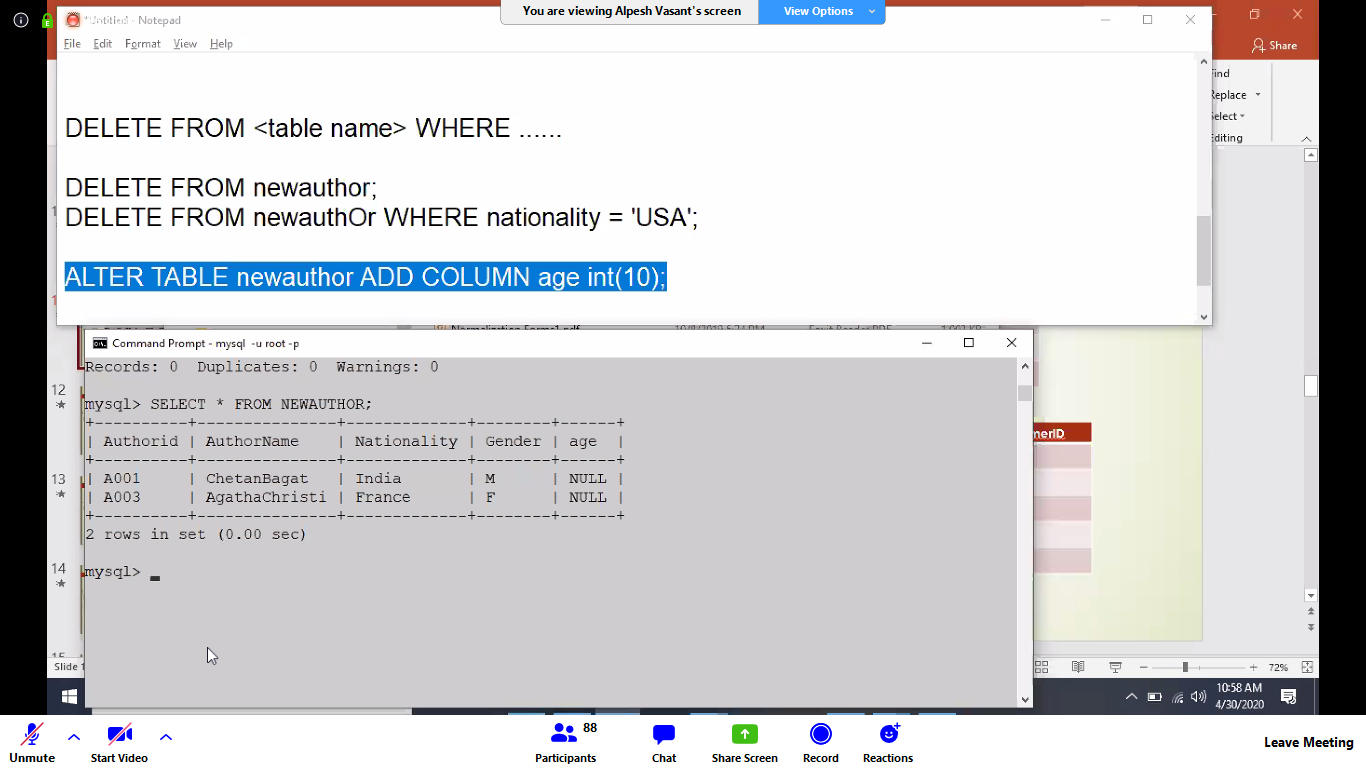 You are viewing Alpesh Vasant's screen
View Options
*Untitled - Notepad
File Edit Format View Help
Share
DELETE FROM <table name> WHERE ......
DELETE FROM newauthor;
DELETE FROM newauthOr WHERE nationality = 'USA';
ALTER TABLE newauthor ADD COLUMN age int(10);
Find
Replace
Select
Editing
Normalization Forms1.pdf
Command Prompt - mysql -u root -p
Records: 0 Duplicates: 0 Warnings: 0
mysql> SELECT * FROM NEWAUTHOR;
+----------+---------------+-------------+--------+------+
| Authorid | AuthorName | Nationality | Gender | age |
+----------+---------------+-------------+--------+------+
| A001 | ChetanBagat | India | M | NULL |
| A003 | AgathaChristi | France | F | NULL |
+----------+---------------+-------------+--------+------+
2 rows in set (0.00 sec)
mysql>
12
13
14
merID
Slide 1
72%
10:58 AM
4/30/2020
Unmute
Start Video
Participants 88
Chat
Share Screen
Record
Reactions
Leave Meeting